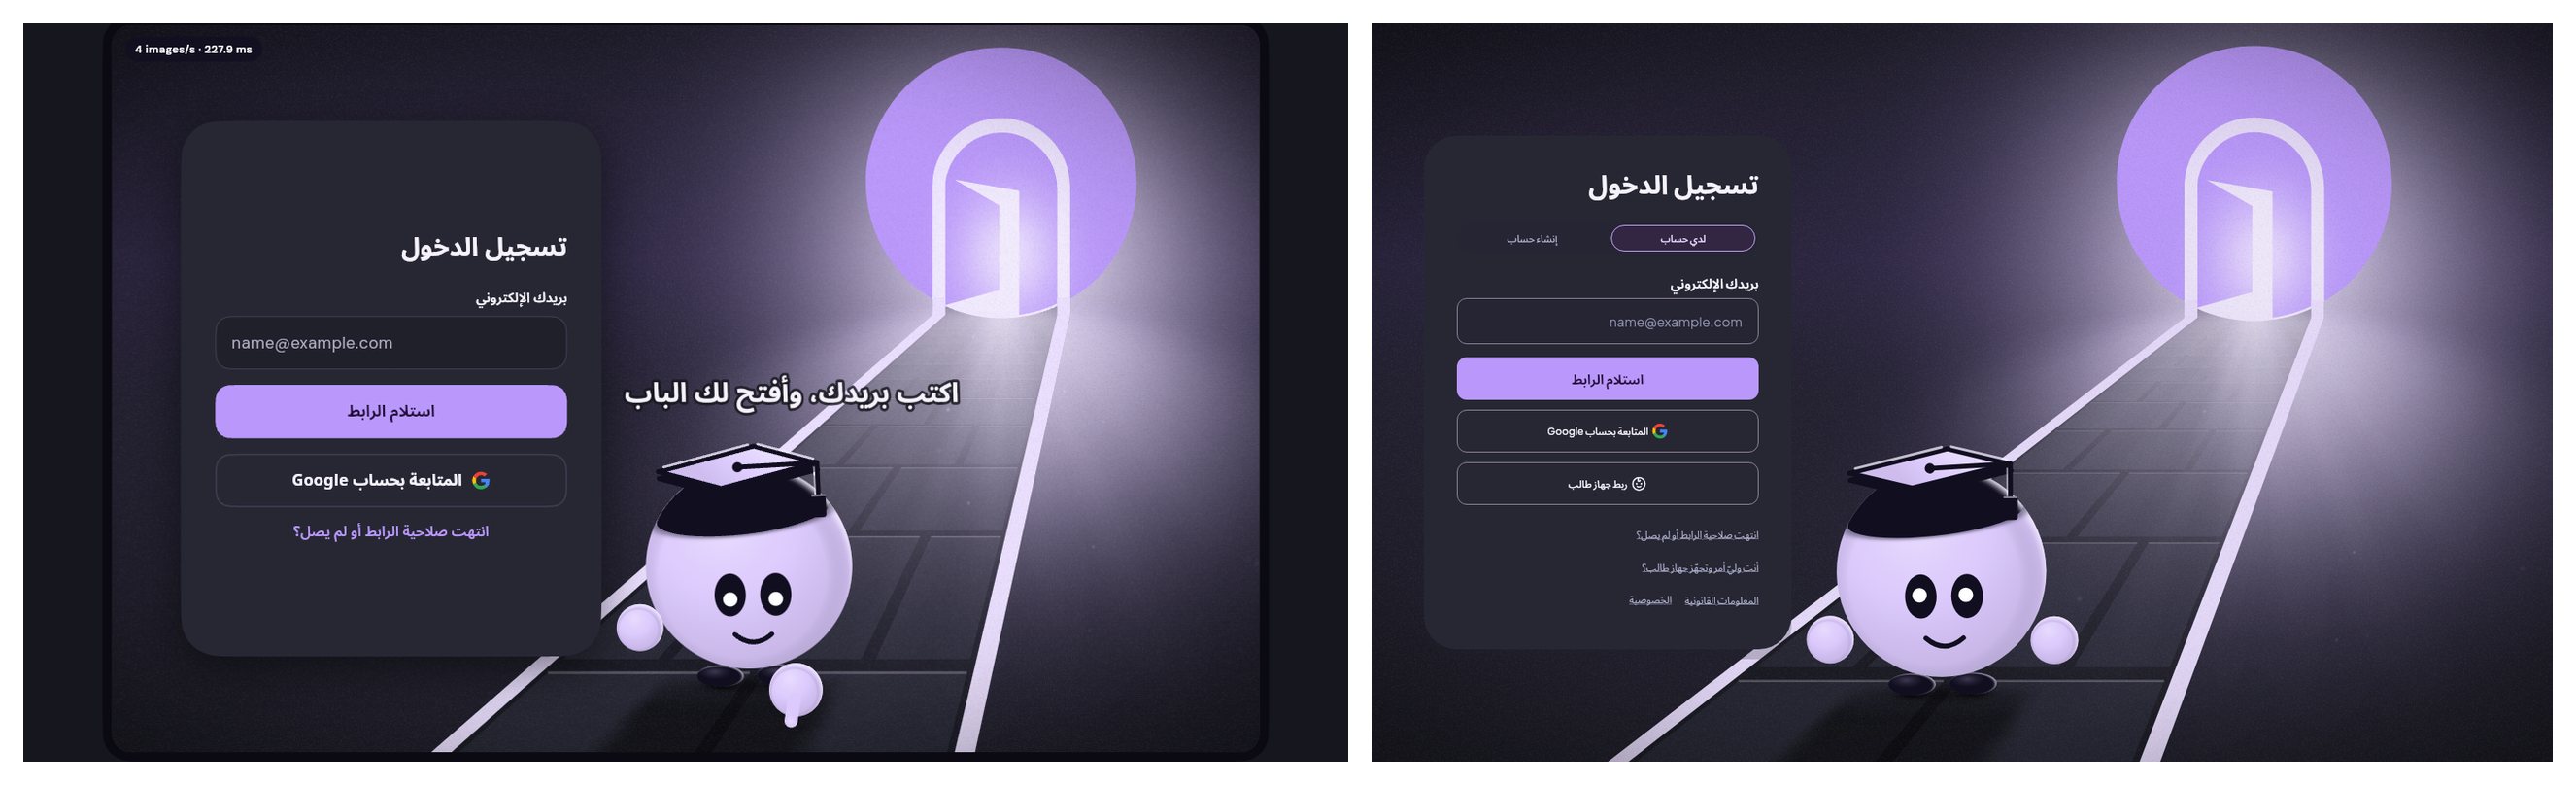 4 images/s · 227.9 ms
تسجيل الدخول
بريدك الإلكتروني
name@example.com
استلام الرابط
المتابعة بحساب Google
انتهت صلاحية الرابط أو لم يصل؟
اكتب بريدك، وأفتح لك الباب
تسجيل الدخول
لدي حساب
إنشاء حساب
بريدك الإلكتروني
name@example.com
استلام الرابط
المتابعة بحساب Google
ربط جهاز طالب
انتهت صلاحية الرابط أو لم يصل؟
أنت وليّ أمر وتجهّز جهاز طالب؟
المعلومات القانونية الخصوصية